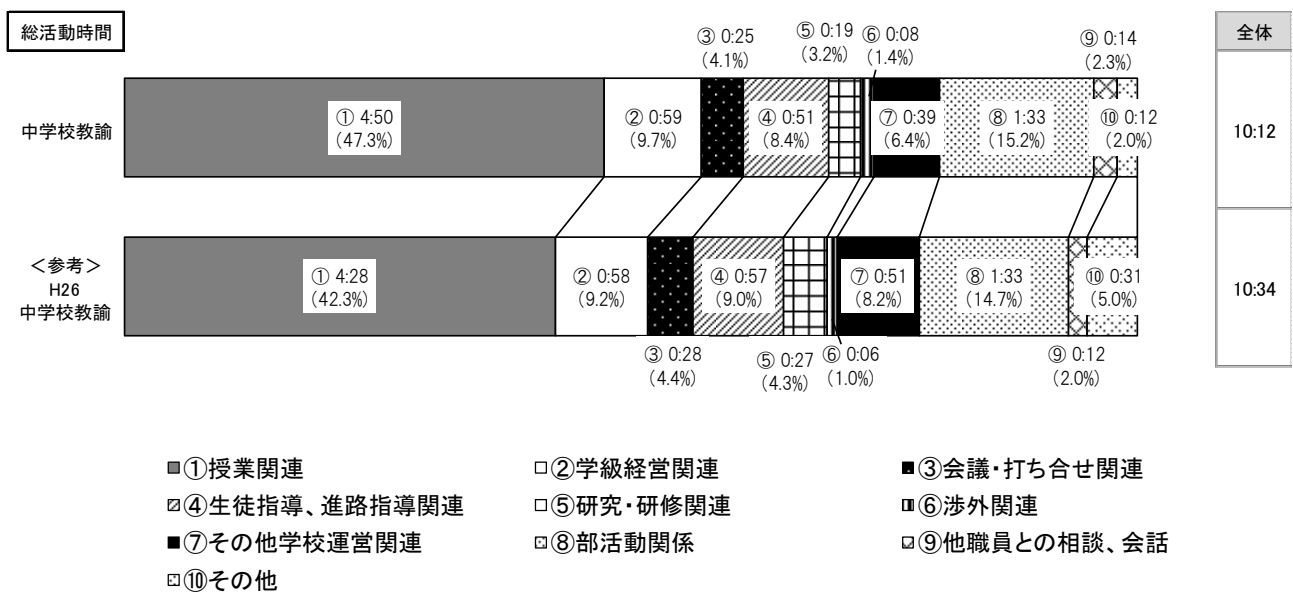 総活動時間
全体
③ 0:25
(4.1%)
⑤ 0:19
(3.2%)
⑥ 0:08
(1.4%)
⑨ 0:14
(2.3%)
中学校教諭
① 4:50
(47.3%)
② 0:59
(9.7%)
④ 0:51
(8.4%)
⑦ 0:39
(6.4%)
⑧ 1:33
(15.2%)
⑩ 0:12
(2.0%)
10:12
＜参考＞
H26
中学校教諭
① 4:28
(42.3%)
② 0:58
(9.2%)
④ 0:57
(9.0%)
⑦ 0:51
(8.2%)
⑧ 1:33
(14.7%)
⑩ 0:31
(5.0%)
10:34
③ 0:28
(4.4%)
⑤ 0:27
(4.3%)
⑥ 0:06
(1.0%)
⑨ 0:12
(2.0%)
①授業関連
②学級経営関連
③会議・打ち合せ関連
④生徒指導、進路指導関連
⑤研究・研修関連
⑥渉外関連
⑦その他学校運営関連
⑧部活動関係
⑨他職員との相談、会話
⑩その他